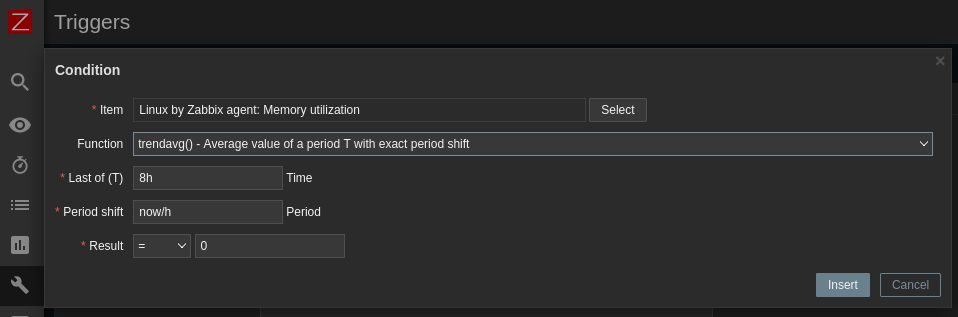 Z
Triggers
Condition
* Item Linux by Zabbix agent: Memory utilization Select
Function trendavg() - Average value of a period T with exact period shift
* Last of (T) 8h Time
* Period shift now/h Period
* Result = 0
Insert Cancel